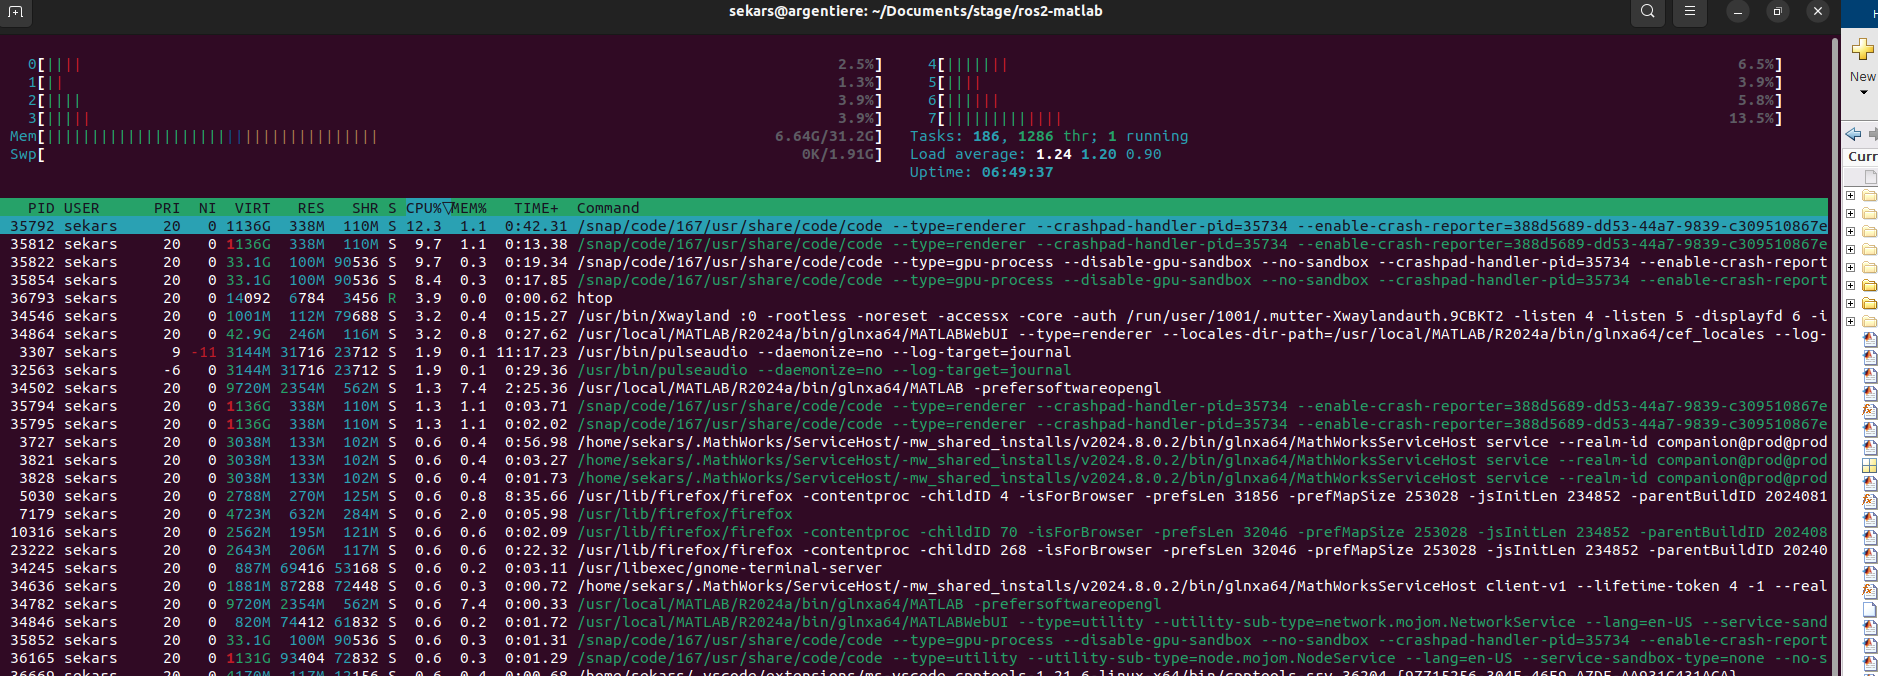 sekars@argentiere: ~/Documents/stage/ros2-matlab
0[|||| 2.5%] 4[||||||| 6.5%]
1[|| 1.3%] 5[|||| 3.9%]
2[|||| 3.9%] 6[|||||| 5.8%]
3[||||| 3.9%] 7[||||||||||||| 13.5%]
Mem[||||||||||||||||||||||||||||||||||||| 6.64G/31.2G] Tasks: 186, 1286 thr; 1 running
Swp[ 0K/1.91G] Load average: 1.24 1.20 0.90
Uptime: 06:49:37
New
Curr
PID USER PRI NI VIRT RES SHR S CPU%▽MEM% TIME+ Command
35792 sekars 20 0 1136G 338M 110M S 12.3 1.1 0:42.31 /snap/code/167/usr/share/code/code --type=renderer --crashpad-handler-pid=35734 --enable-crash-reporter=388d5689-dd53-44a7-9839-c309510867e
35812 sekars 20 0 1136G 338M 110M S 9.7 1.1 0:13.38 /snap/code/167/usr/share/code/code --type=renderer --crashpad-handler-pid=35734 --enable-crash-reporter=388d5689-dd53-44a7-9839-c309510867e
35822 sekars 20 0 33.1G 100M 90536 S 9.7 0.3 0:19.34 /snap/code/167/usr/share/code/code --type=gpu-process --disable-gpu-sandbox --no-sandbox --crashpad-handler-pid=35734 --enable-crash-report
35854 sekars 20 0 33.1G 100M 90536 S 8.4 0.3 0:17.85 /snap/code/167/usr/share/code/code --type=gpu-process --disable-gpu-sandbox --no-sandbox --crashpad-handler-pid=35734 --enable-crash-report
36793 sekars 20 0 14092 6784 3456 R 3.9 0.0 0:00.62 htop
34546 sekars 20 0 1001M 112M 79688 S 3.2 0.4 0:15.27 /usr/bin/Xwayland :0 -rootless -noreset -accessx -core -auth /run/user/1001/.mutter-Xwaylandauth.9CBKT2 -listen 4 -listen 5 -displayfd 6 -i
34864 sekars 20 0 42.9G 246M 116M S 3.2 0.8 0:27.62 /usr/local/MATLAB/R2024a/bin/glnxa64/MATLABWebUI --type=renderer --locales-dir-path=/usr/local/MATLAB/R2024a/bin/glnxa64/cef_locales --log-
3307 sekars 9 -11 3144M 31716 23712 S 1.9 0.1 11:17.23 /usr/bin/pulseaudio --daemonize=no --log-target=journal
32563 sekars -6 0 3144M 31716 23712 S 1.9 0.1 0:29.36 /usr/bin/pulseaudio --daemonize=no --log-target=journal
34502 sekars 20 0 9720M 2354M 562M S 1.3 7.4 2:25.36 /usr/local/MATLAB/R2024a/bin/glnxa64/MATLAB -prefersoftwareopengl
35794 sekars 20 0 1136G 338M 110M S 1.3 1.1 0:03.71 /snap/code/167/usr/share/code/code --type=renderer --crashpad-handler-pid=35734 --enable-crash-reporter=388d5689-dd53-44a7-9839-c309510867e
35795 sekars 20 0 1136G 338M 110M S 1.3 1.1 0:02.02 /snap/code/167/usr/share/code/code --type=renderer --crashpad-handler-pid=35734 --enable-crash-reporter=388d5689-dd53-44a7-9839-c309510867e
3727 sekars 20 0 3038M 133M 102M S 0.6 0.4 0:56.98 /home/sekars/.MathWorks/ServiceHost/-mw_shared_installs/v2024.8.0.2/bin/glnxa64/MathWorksServiceHost service --realm-id companion@prod@prod
3821 sekars 20 0 3038M 133M 102M S 0.6 0.4 0:03.27 /home/sekars/.MathWorks/ServiceHost/-mw_shared_installs/v2024.8.0.2/bin/glnxa64/MathWorksServiceHost service --realm-id companion@prod@prod
3828 sekars 20 0 3038M 133M 102M S 0.6 0.4 0:01.73 /home/sekars/.MathWorks/ServiceHost/-mw_shared_installs/v2024.8.0.2/bin/glnxa64/MathWorksServiceHost service --realm-id companion@prod@prod
5030 sekars 20 0 2788M 270M 125M S 0.6 0.8 8:35.66 /usr/lib/firefox/firefox -contentproc -childID 4 -isForBrowser -prefsLen 31856 -prefMapSize 253028 -jsInitLen 234852 -parentBuildID 2024081
7179 sekars 20 0 4723M 632M 284M S 0.6 2.0 0:05.98 /usr/lib/firefox/firefox
10316 sekars 20 0 2562M 195M 121M S 0.6 0.6 0:02.09 /usr/lib/firefox/firefox -contentproc -childID 70 -isForBrowser -prefsLen 32046 -prefMapSize 253028 -jsInitLen 234852 -parentBuildID 202408
23222 sekars 20 0 2643M 206M 117M S 0.6 0.6 0:22.32 /usr/lib/firefox/firefox -contentproc -childID 268 -isForBrowser -prefsLen 32046 -prefMapSize 253028 -jsInitLen 234852 -parentBuildID 20240
34245 sekars 20 0 887M 69416 53168 S 0.6 0.2 0:03.11 /usr/libexec/gnome-terminal-server
34636 sekars 20 0 1881M 87288 72448 S 0.6 0.3 0:00.72 /home/sekars/.MathWorks/ServiceHost/-mw_shared_installs/v2024.8.0.2/bin/glnxa64/MathWorksServiceHost client-v1 --lifetime-token 4 -1 --real
34782 sekars 20 0 9720M 2354M 562M S 0.6 7.4 0:00.33 /usr/local/MATLAB/R2024a/bin/glnxa64/MATLAB -prefersoftwareopengl
34846 sekars 20 0 820M 74412 61832 S 0.6 0.2 0:01.72 /usr/local/MATLAB/R2024a/bin/glnxa64/MATLABWebUI --type=utility --utility-sub-type=network.mojom.NetworkService --lang=en-US --service-sand
35852 sekars 20 0 33.1G 100M 90536 S 0.6 0.3 0:01.31 /snap/code/167/usr/share/code/code --type=gpu-process --disable-gpu-sandbox --no-sandbox --crashpad-handler-pid=35734 --enable-crash-report
36165 sekars 20 0 1131G 93404 72832 S 0.6 0.3 0:01.29 /snap/code/167/usr/share/code/code --type=utility --utility-sub-type=node.mojom.NodeService --lang=en-US --service-sandbox-type=none --no-s